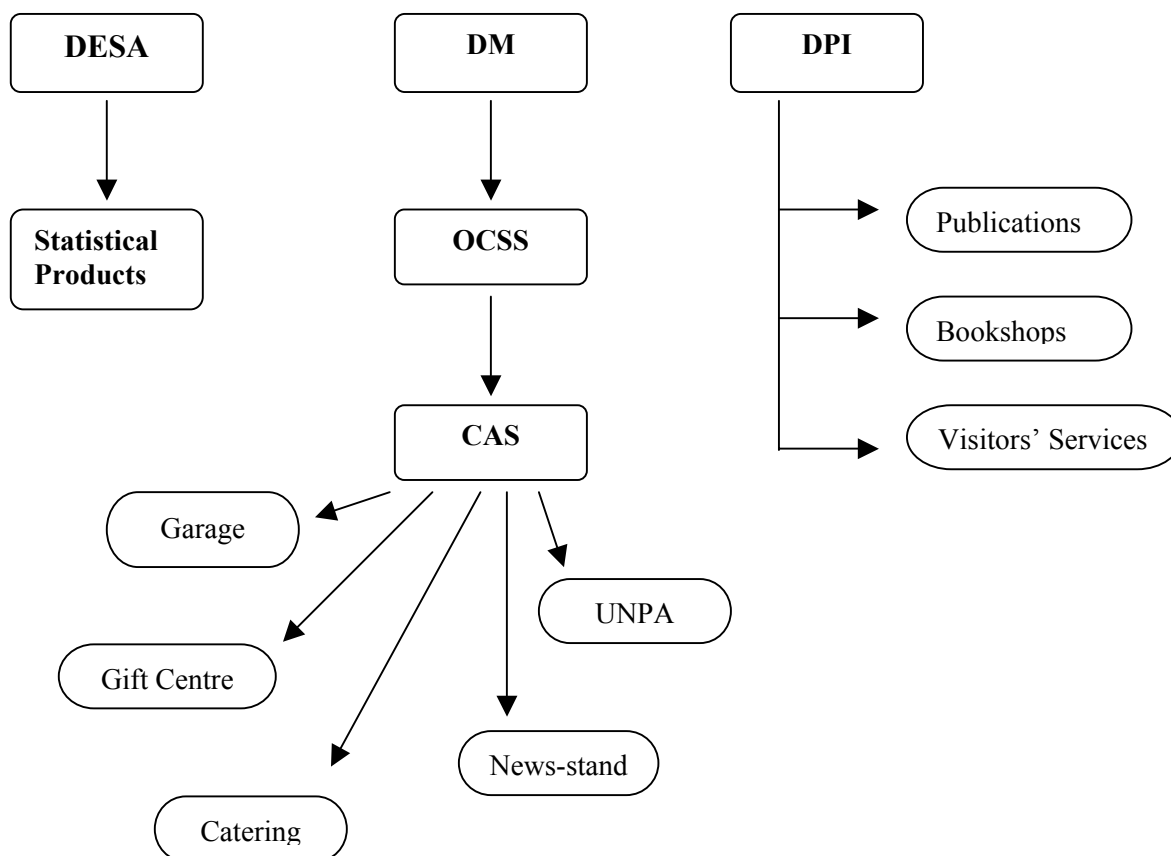 DESA
DM
DPI
Statistical
Products
OCSS
Publications
Bookshops
CAS
Visitors’ Services
Garage
UNPA
Gift Centre
News-stand
Catering